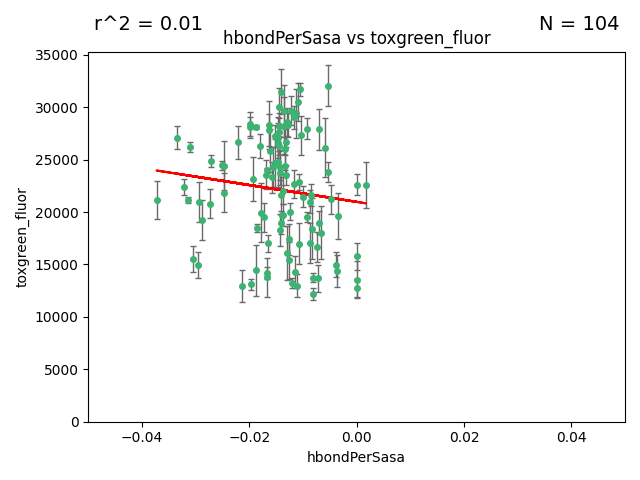 r^2 = 0.01
N = 104
hbondPerSasa vs toxgreen_fluor
35000
30000
25000
20000
15000
10000
5000
0
toxgreen_fluor
−0.04
−0.02
0.00
0.02
0.04
hbondPerSasa